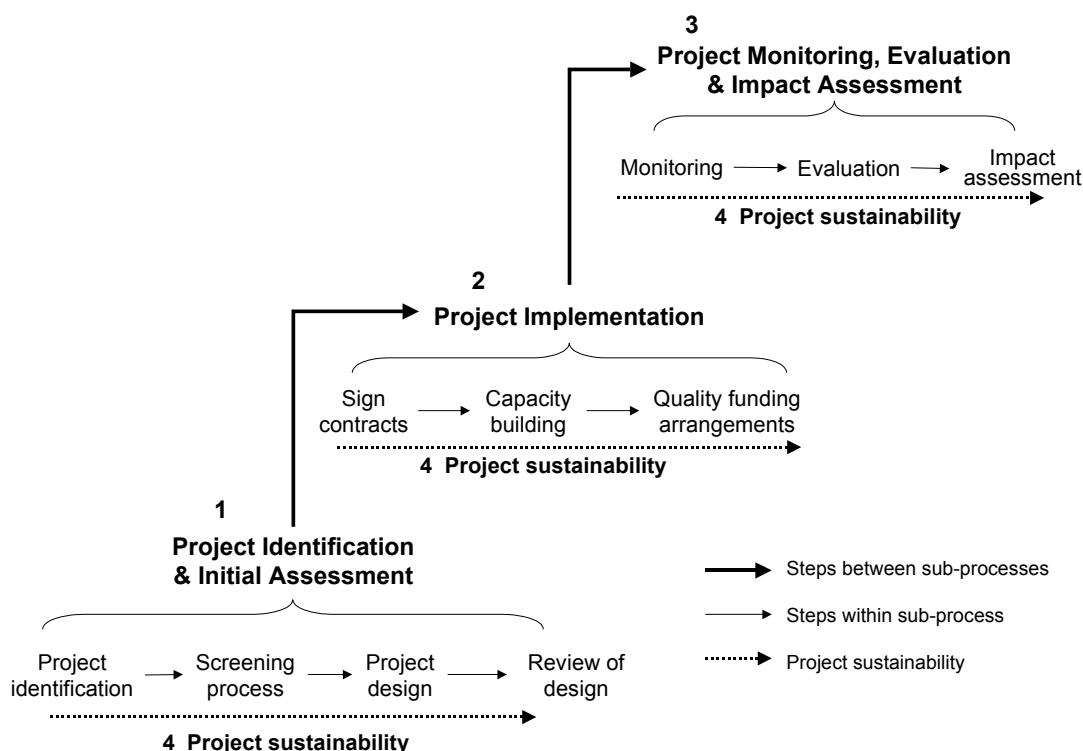 3
Project Monitoring, Evaluation
& Impact Assessment
Monitoring
Evaluation
Impact
assessment
4 Project sustainability
2
Project Implementation
Sign
contracts
Capacity
building
Quality funding
arrangements
4 Project sustainability
1
Project Identification
& Initial Assessment
Project
identification
Screening
process
Project
design
Review of
design
4 Project sustainability
Steps between sub-processes
Steps within sub-process
Project sustainability